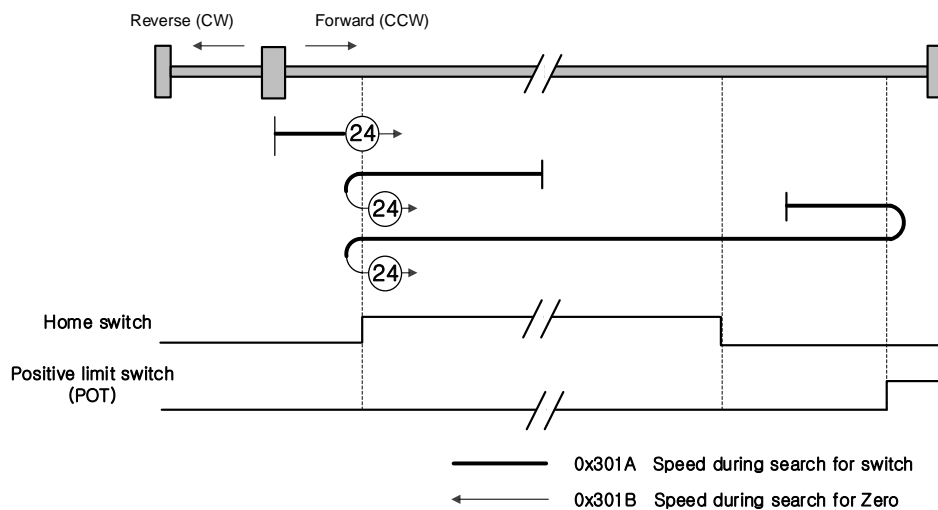 Reverse (CW)
Forward (CCW)
24
24
24
Home switch
Positive limit switch
(POT)
0x301A Speed during search for switch
0x301B Speed during search for Zero